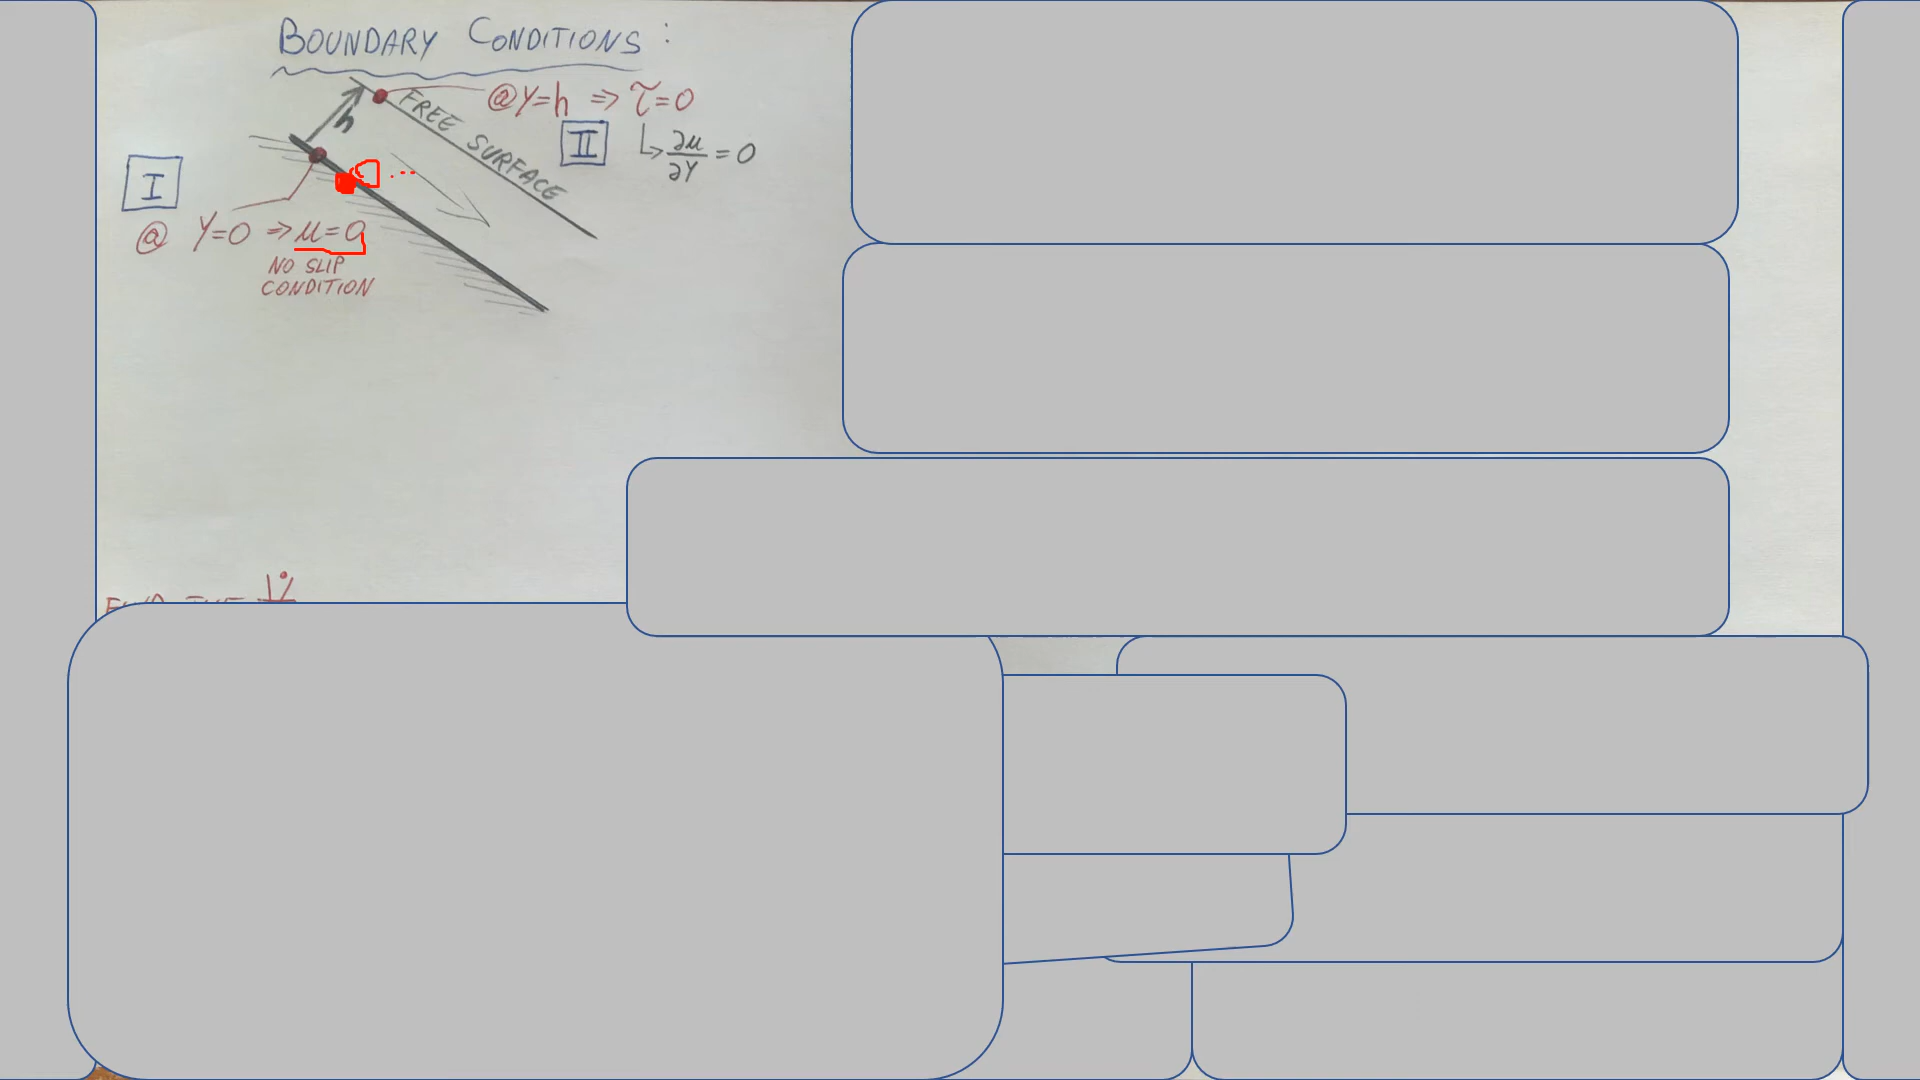 BOUNDARY CONDITIONS:
@ Y=h ⇒ τ=0
h
FREE SURFACE
II
↳ ∂u/∂Y = 0
I
@ Y=0 ⇒ u=0
NO SLIP
CONDITION
V̇